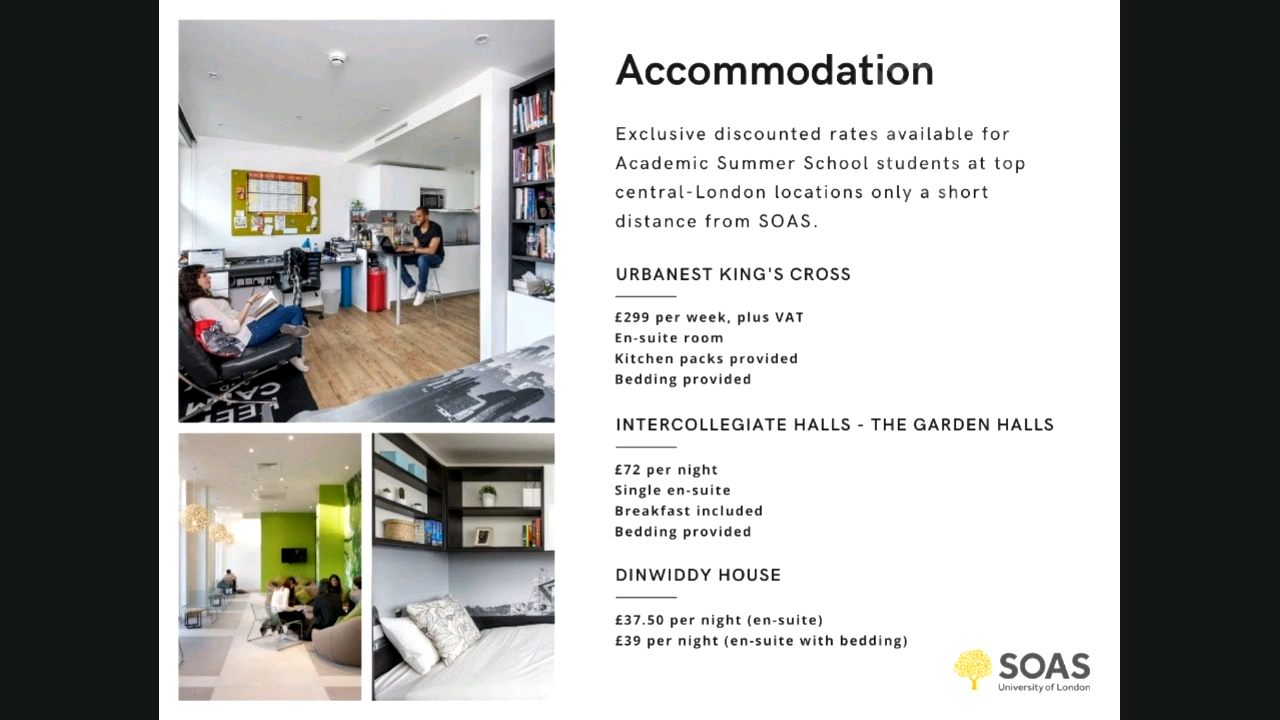 Accommodation
Exclusive discounted rates available for
Academic Summer School students at top
central-London locations only a short
distance from SOAS.
URBANEST KING'S CROSS
£299 per week, plus VAT
En-suite room
Kitchen packs provided
Bedding provided
INTERCOLLEGIATE HALLS - THE GARDEN HALLS
£72 per night
Single en-suite
Breakfast included
Bedding provided
DINWIDDY HOUSE
£37.50 per night (en-suite)
£39 per night (en-suite with bedding)
SOAS
University of London